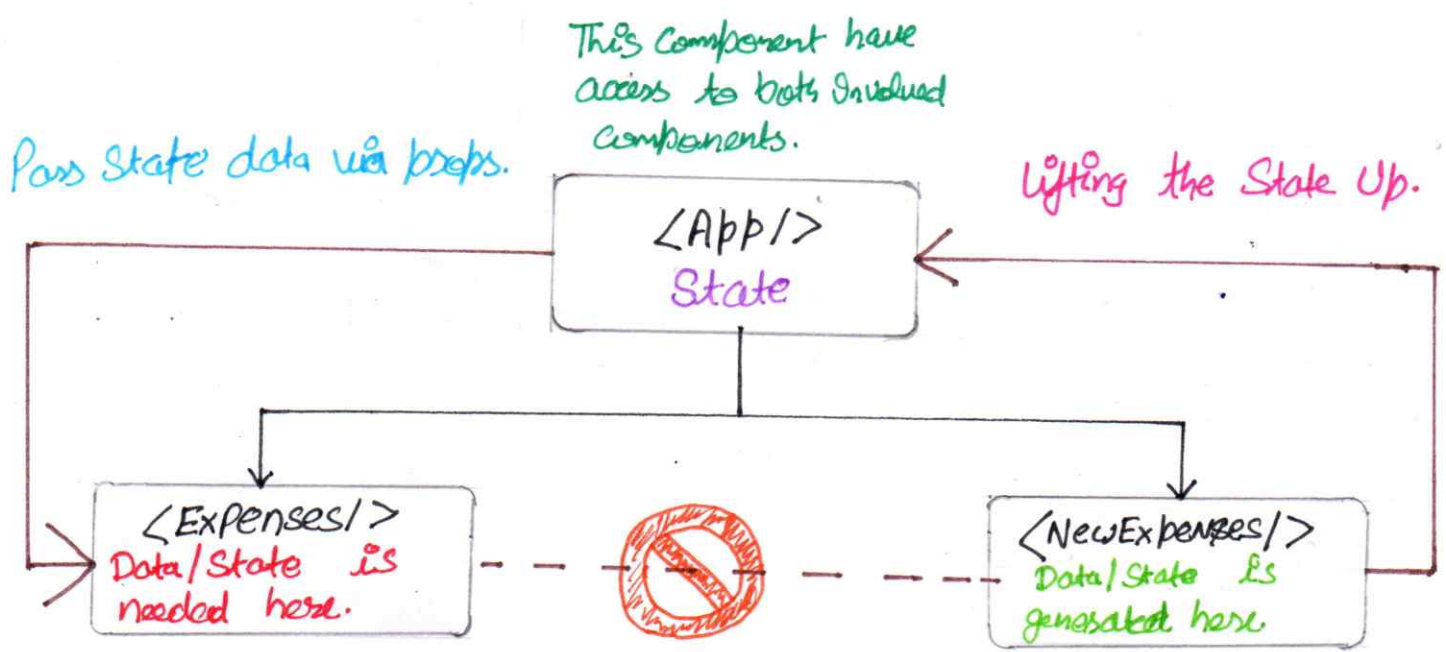 This Component have
access to both Involved
Components.
Pass State data via props.
Lifting the State Up.
<App/>
State
<Expenses/>
Data/State is
needed here.
<NewExpenses/>
Data/State is
generated here